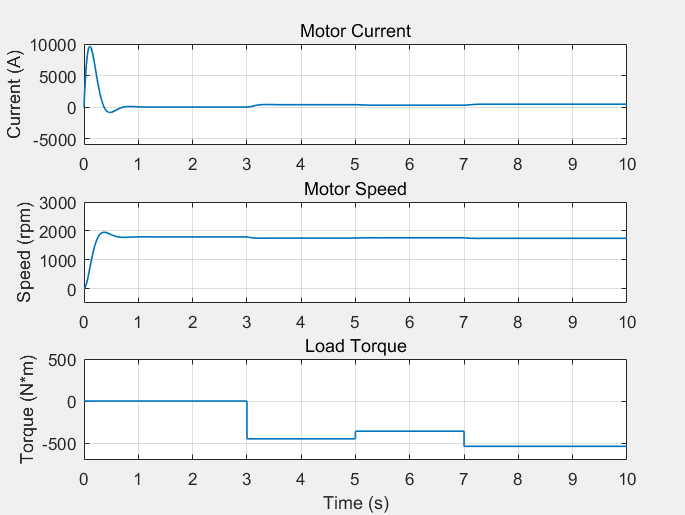 Motor Current
Current (A)
10000
5000
0
-5000
0 1 2 3 4 5 6 7 8 9 10
Motor Speed
Speed (rpm)
3000
2000
1000
0
0 1 2 3 4 5 6 7 8 9 10
Load Torque
Torque (N*m)
500
0
-500
0 1 2 3 4 5 6 7 8 9 10
Time (s)